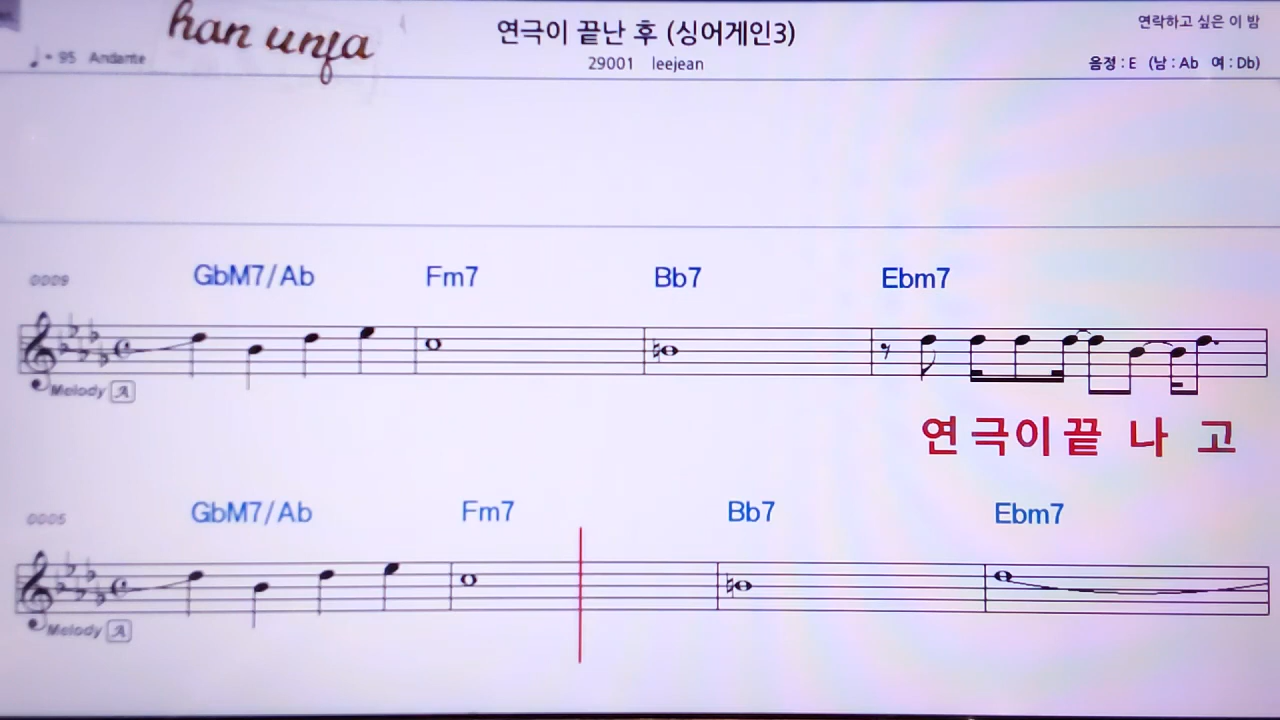 han unja
연극이 끝난 후 (싱어게인3)
연락하고 싶은 이 밤
♩= 95 Andante
29001 leejean
음정 : E (남 : Ab 여 : Db)
0009 GbM7/Ab Fm7 Bb7 Ebm7
Melody A
연 극이 끝 나 고
0005 GbM7/Ab Fm7 Bb7 Ebm7
Melody A